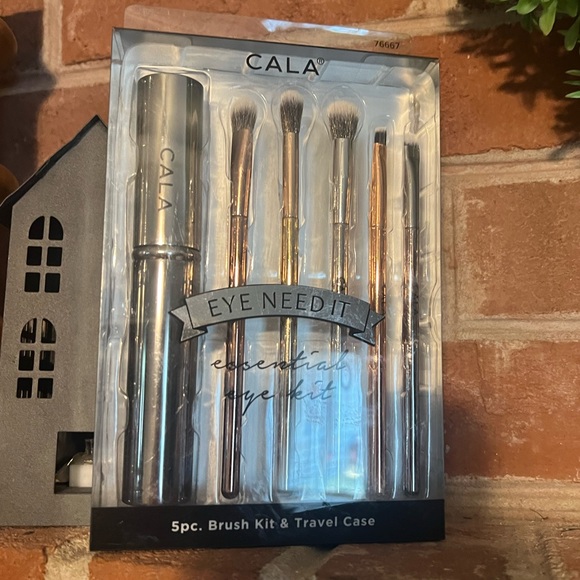 76667
CALA®
CALA
EYE NEED IT
essential
eye kit
5pc. Brush Kit & Travel Case